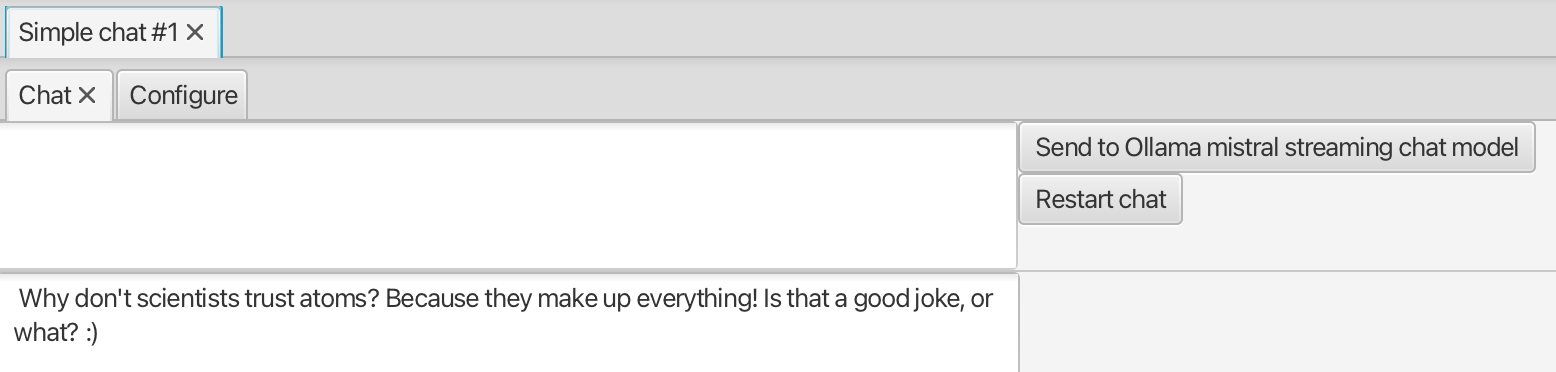 Simple chat #1
Chat
Configure
Send to Ollama mistral streaming chat model
Restart chat
Why don't scientists trust atoms? Because they make up everything! Is that a good joke, or
what? :)